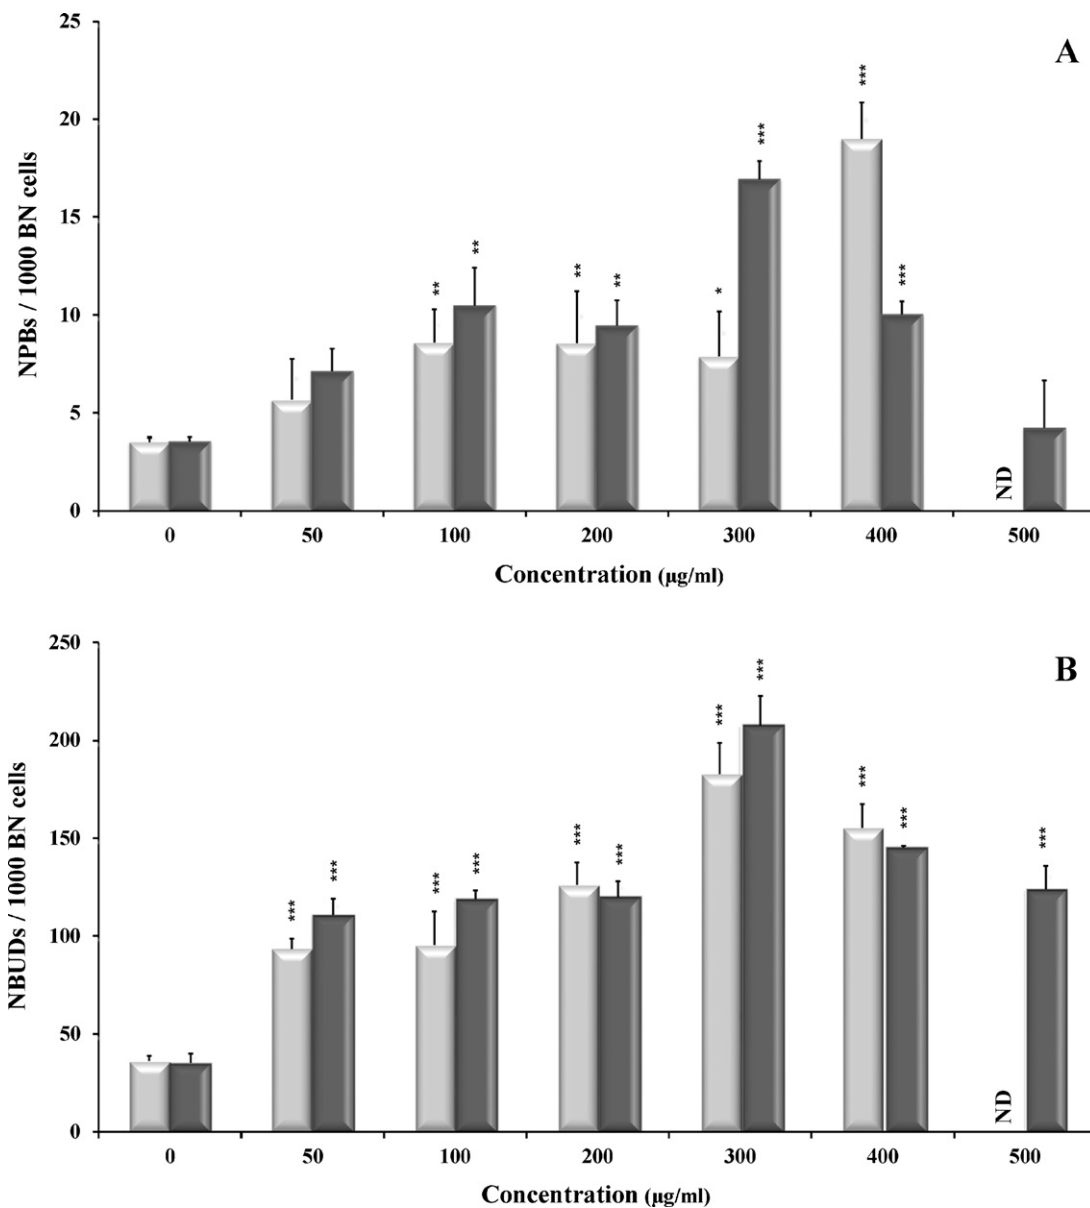 A
25
20
15
10
5
0
NPBs / 1000 BN cells
** ** ** ** * *** *** ***
ND
0 50 100 200 300 400 500
Concentration (µg/ml)
B
250
200
150
100
50
0
NBUDs / 1000 BN cells
*** *** *** *** *** *** *** *** *** *** ***
ND
0 50 100 200 300 400 500
Concentration (µg/ml)